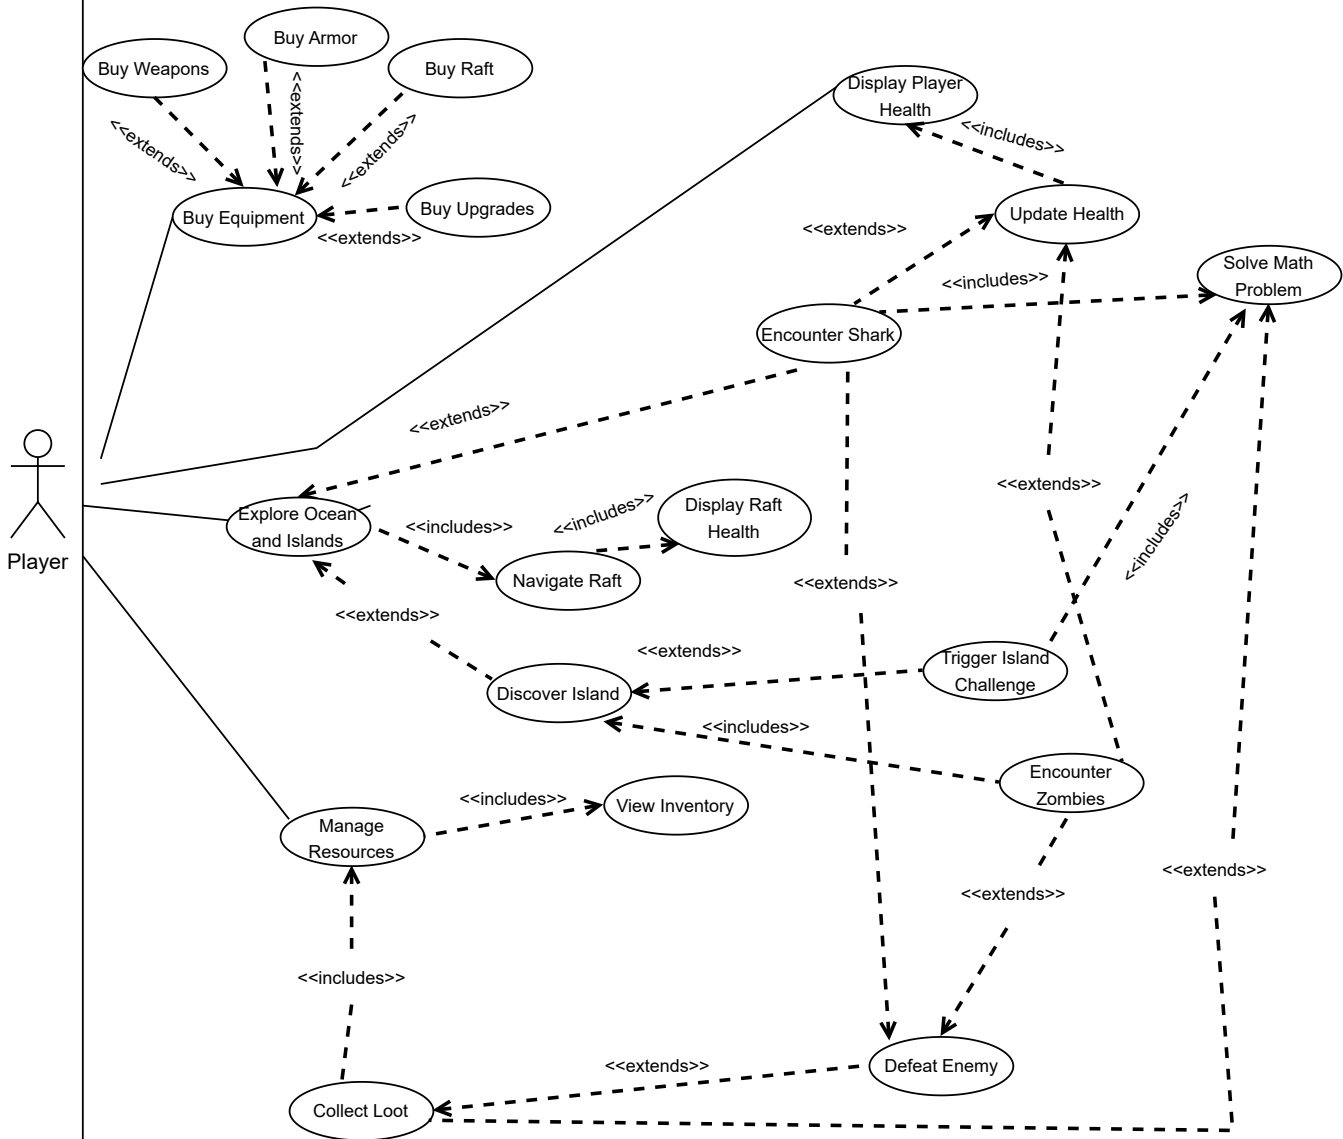 Buy Armor
Buy Weapons
Buy Raft
<<extends>>
<<extends>>
<<extends>>
Buy Equipment
Buy Upgrades
<<extends>>
Display Player
Health
<<includes>>
Update Health
<<extends>>
Solve Math
Problem
<<includes>>
Encounter Shark
<<extends>>
Player
Explore Ocean
and Islands
<<includes>>
<<includes>>
Display Raft
Health
Navigate Raft
<<extends>>
<<includes>>
<<extends>>
<<extends>>
<<extends>>
Trigger Island
Challenge
Discover Island
<<includes>>
Encounter
Zombies
<<includes>>
View Inventory
Manage
Resources
<<extends>>
<<extends>>
<<includes>>
<<extends>>
Defeat Enemy
Collect Loot